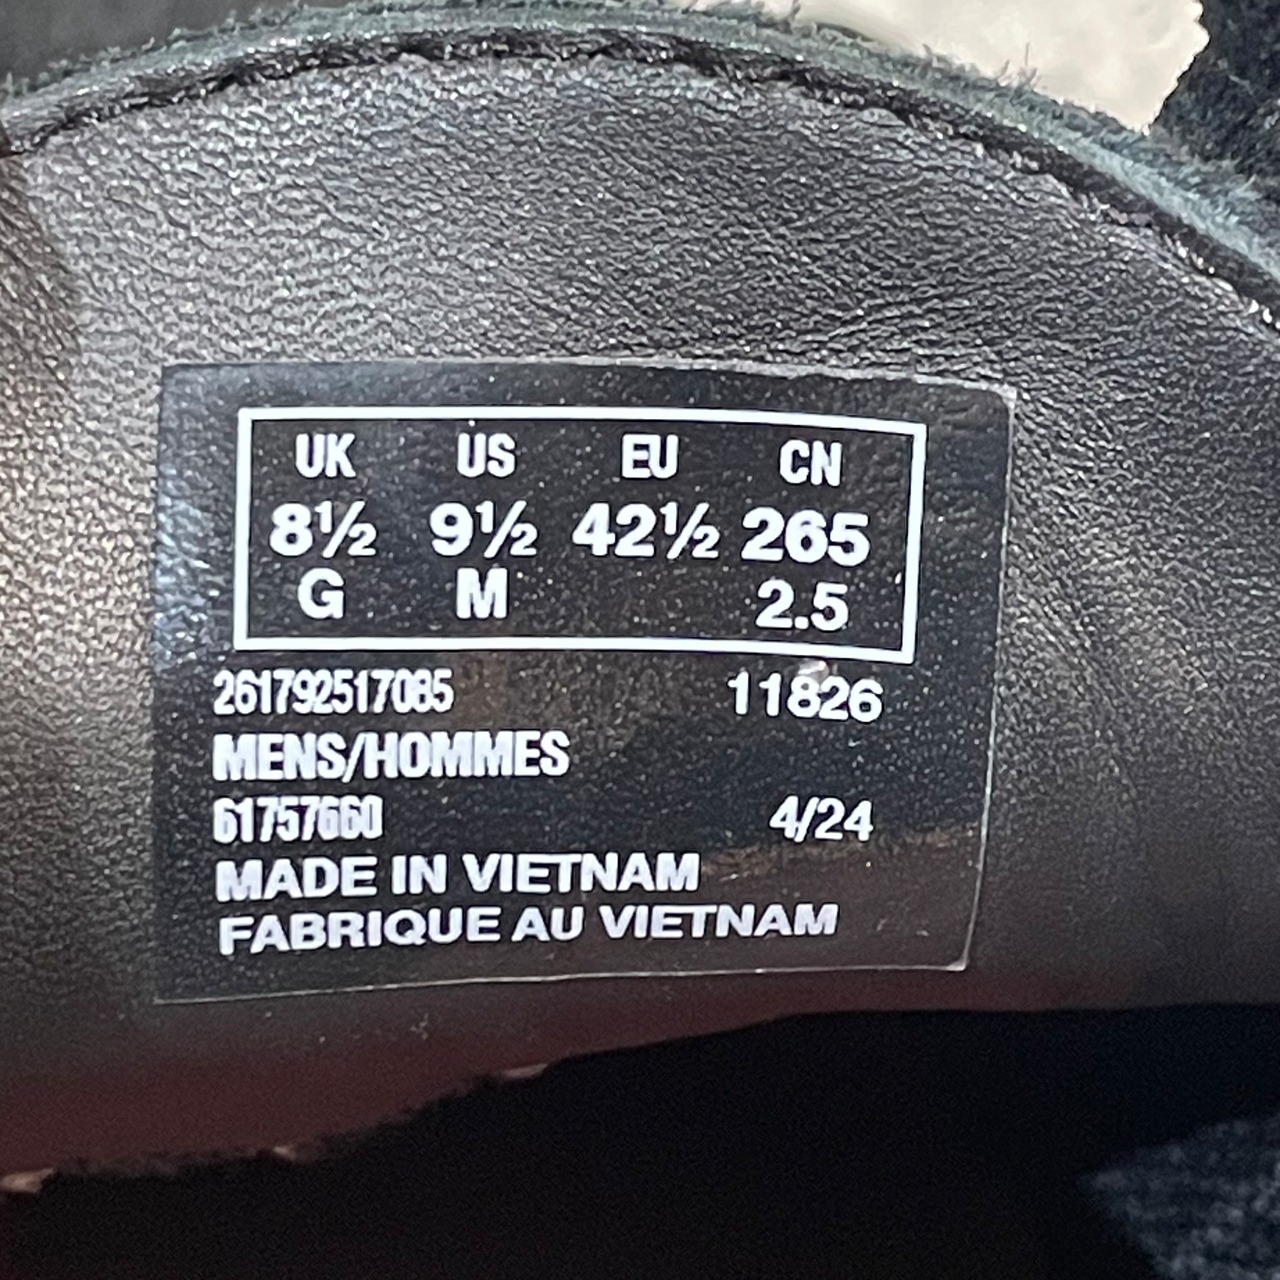 UK US EU CN
8½ 9½ 42½ 265
G M 2.5
261792517085 11826
MENS/HOMMES
61757660 4/24
MADE IN VIETNAM
FABRIQUE AU VIETNAM